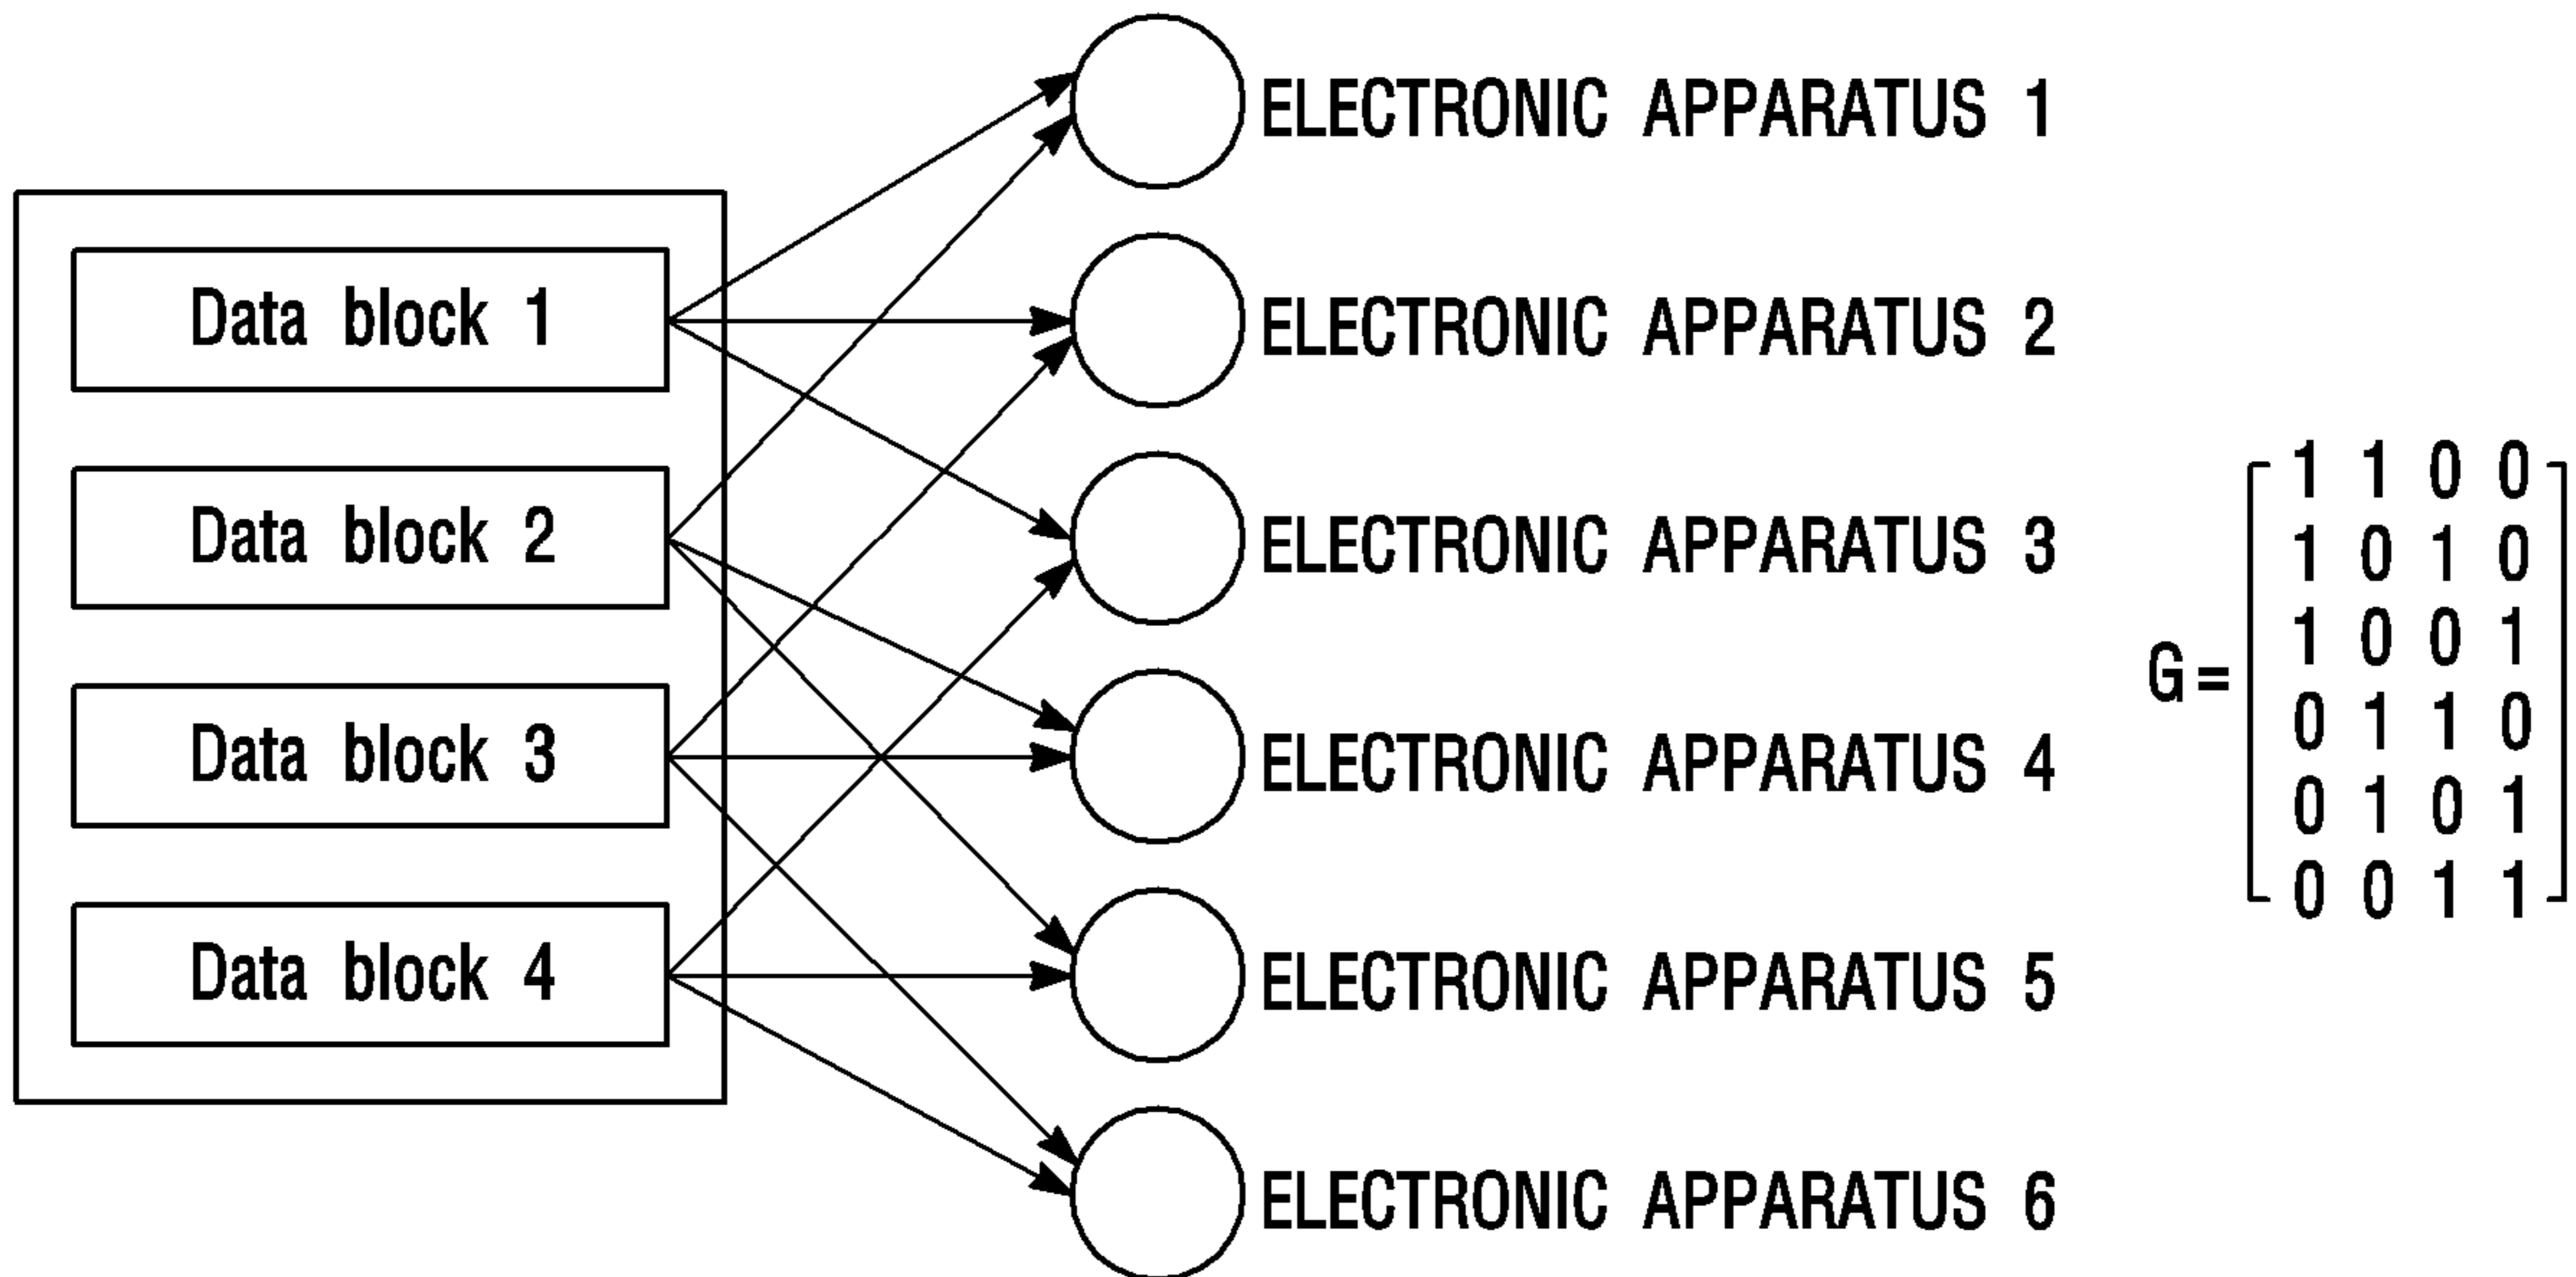 Data block 1
Data block 2
Data block 3
Data block 4
ELECTRONIC APPARATUS 1
ELECTRONIC APPARATUS 2
ELECTRONIC APPARATUS 3
ELECTRONIC APPARATUS 4
ELECTRONIC APPARATUS 5
ELECTRONIC APPARATUS 6
G=
1 1 0 0
1 0 1 0
1 0 0 1
0 1 1 0
0 1 0 1
0 0 1 1